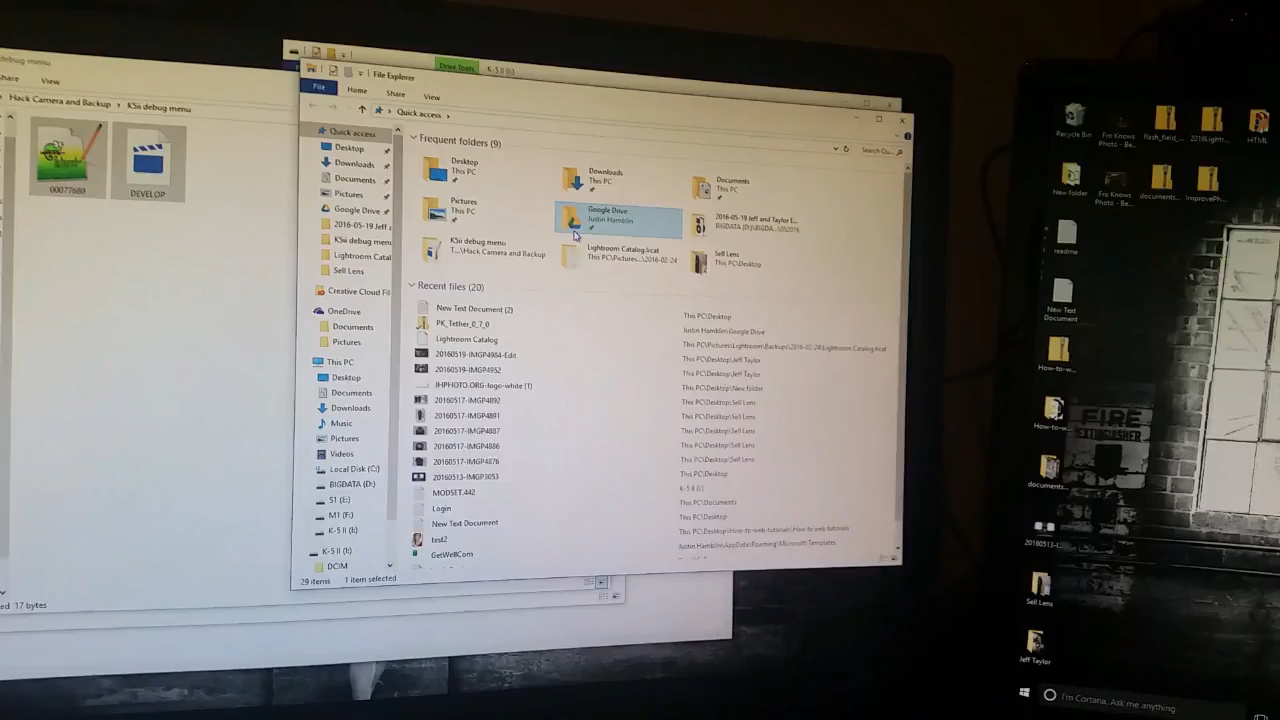 debug menu
Share
View
Hack Camera and Backup
K5ii debug menu
00077680
DEVELOP
17 bytes
Drive Tools
K-5 II (I:)
File Explorer
File
Home
Share
View
Quick access
Quick access
Desktop
Downloads
Documents
Pictures
Google Drive
2016-05-19 Jeff a
K5ii debug menu
Lightroom Catal
Sell Lens
Creative Cloud Fil
OneDrive
Documents
Pictures
This PC
Desktop
Documents
Downloads
Music
Pictures
Videos
Local Disk (C:)
BIGDATA (D:)
S1 (E:)
M1 (F:)
K-5 II (I:)
K-5 II (I:)
DCIM
29 items
1 item selected
Frequent folders (9)
Desktop
This PC
Downloads
This PC
Documents
This PC
Pictures
This PC
Google Drive
Justin Hamblin
2016-05-19 Jeff and Taylor E...
BIGDATA (D:)\BIGDA...\052016
K5ii debug menu
T...\Hack Camera and Backup
Lightroom Catalog.lrcat
This PC\Pictures...\2016-02-24
Sell Lens
This PC\Desktop
Recent files (20)
New Text Document (2)
This PC\Desktop
PK_Tether_0_7_0
Justin Hamblin\Google Drive
Lightroom Catalog
This PC\Pictures\Lightroom\Backups\2016-02-24\Lightroom Catalog.lrcat
20160519-IMGP4984-Edit
This PC\Desktop\Jeff Taylor
20160519-IMGP4952
This PC\Desktop\Jeff Taylor
JHPHOTO.ORG-logo-white (1)
This PC\Desktop\New folder
20160517-IMGP4892
This PC\Desktop\Sell Lens
20160517-IMGP4891
This PC\Desktop\Sell Lens
20160517-IMGP4887
This PC\Desktop\Sell Lens
20160517-IMGP4886
This PC\Desktop\Sell Lens
20160517-IMGP4876
This PC\Desktop\Sell Lens
20160513-IMGP3053
This PC\Desktop
MODSET.442
K-5 II (I:)
Login
This PC\Documents
New Text Document
This PC\Desktop
test2
This PC\Desktop\How-to-web-tutorials\How to web tutorials
GetWellCom
Justin Hamblin\AppData\Roaming\Microsoft\Templates
Recycle Bin
Fro Knows Photo - Be...
flash_field_...
2016Lightr...
HTML
New folder
Fro Knows Photo - Be...
documents...
ImprovePh...
readme
New Text Document
How-to-w...
How-to-w...
FIRE
EXTINGUISHER
documents...
20160513-I...
Sell Lens
Jeff Taylor
I'm Cortana. Ask me anything.